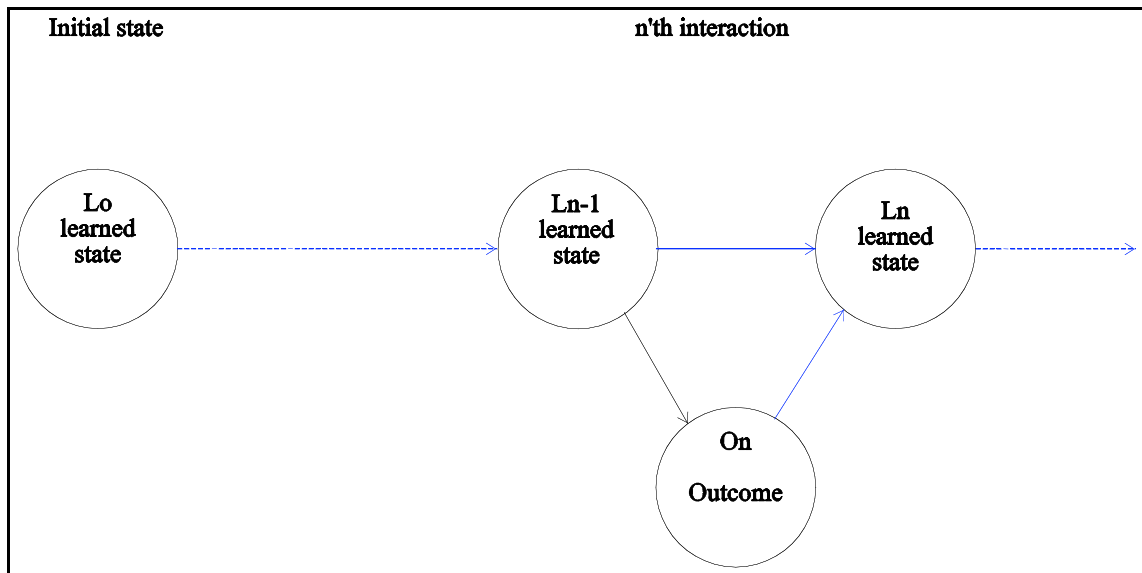 Initial state
n'th interaction
Lo
learned
state
Ln-1
learned
state
Ln
learned
state
On
Outcome